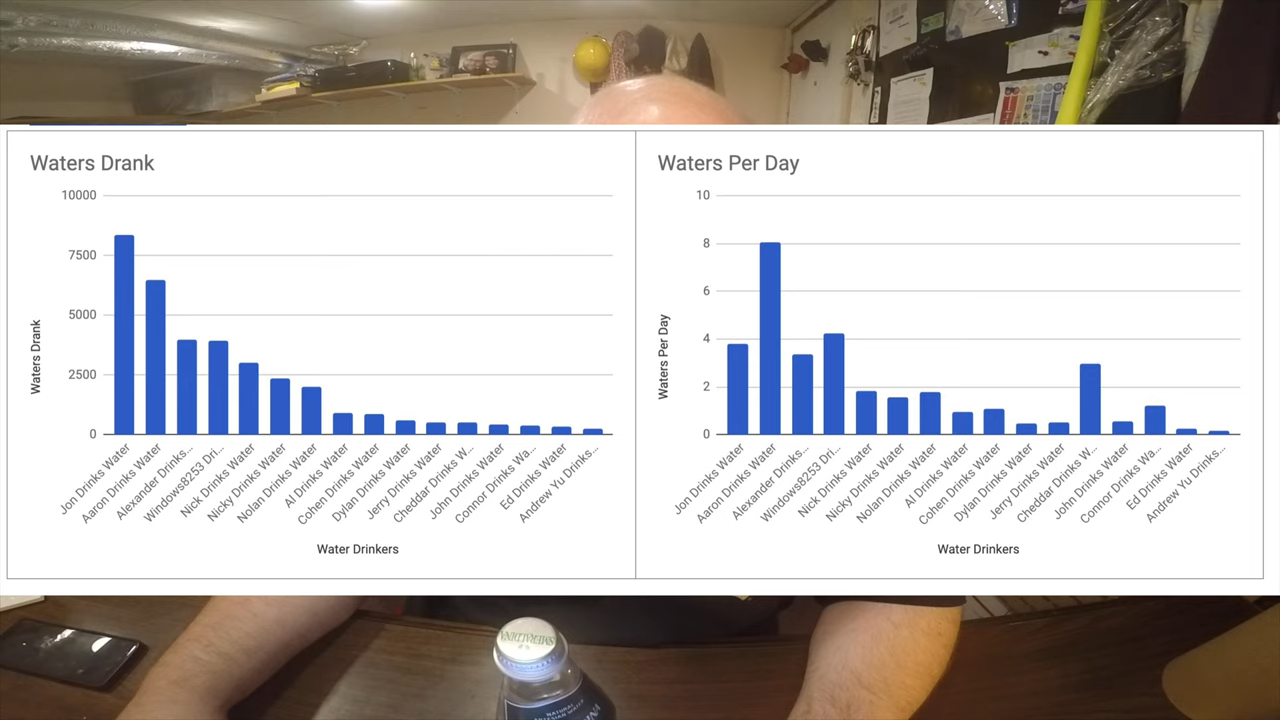 Waters Drank
10000
7500
5000
2500
0
Waters Drank
Jon Drinks Water
Aaron Drinks Water
Alexander Drinks...
Windows8253 Dri...
Nick Drinks Water
Nicky Drinks Water
Nolan Drinks Water
Al Drinks Water
Cohen Drinks Water
Dylan Drinks Water
Jerry Drinks Water
Cheddar Drinks W...
John Drinks Water
Connor Drinks Wa...
Ed Drinks Water
Andrew Yu Drinks...
Water Drinkers
Waters Per Day
10
8
6
4
2
0
Waters Per Day
Jon Drinks Water
Aaron Drinks Water
Alexander Drinks...
Windows8253 Dri...
Nick Drinks Water
Nicky Drinks Water
Nolan Drinks Water
Al Drinks Water
Cohen Drinks Water
Dylan Drinks Water
Jerry Drinks Water
Cheddar Drinks W...
John Drinks Water
Connor Drinks Wa...
Ed Drinks Water
Andrew Yu Drinks...
Water Drinkers
NATURAL
ARTESIAN WATER